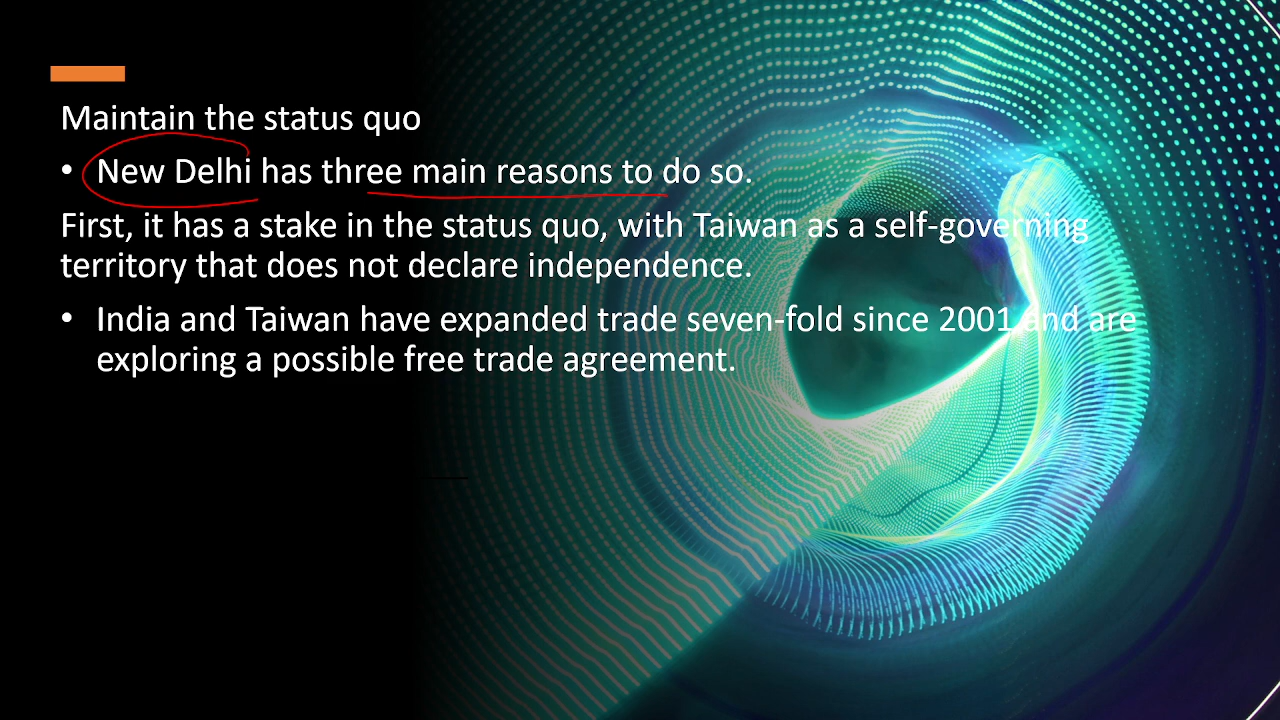 Maintain the status quo
• New Delhi has three main reasons to do so.
First, it has a stake in the status quo, with Taiwan as a self-governing
territory that does not declare independence.
• India and Taiwan have expanded trade seven-fold since 2001 and are
exploring a possible free trade agreement.